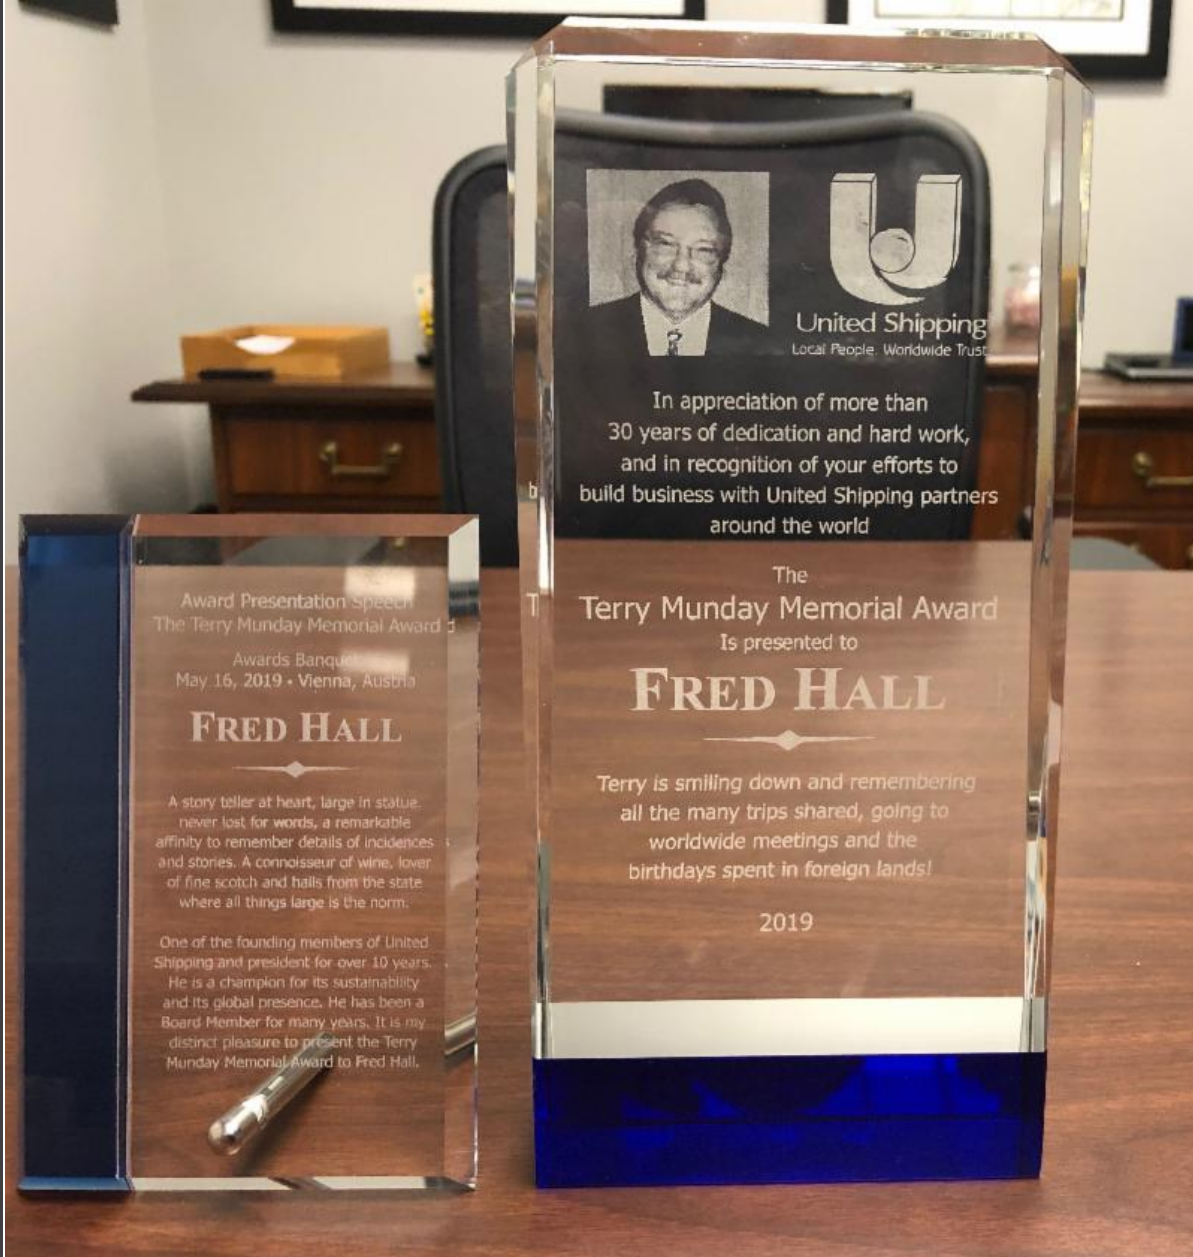 Award Presentation Speech
The Terry Munday Memorial Award
Awards Banquet
May 16, 2019 • Vienna, Austria
FRED HALL
A story teller at heart, large in statue,
never lost for words, a remarkable
affinity to remember details of incidences
and stories. A connoisseur of wine, lover
of fine scotch and hails from the state
where all things large is the norm.
One of the founding members of United
Shipping and president for over 10 years.
He is a champion for its sustainability
and its global presence. He has been a
Board Member for many years. It is my
distinct pleasure to present the Terry
Munday Memorial Award to Fred Hall.
United Shipping
Local People. Worldwide Trust
In appreciation of more than
30 years of dedication and hard work,
and in recognition of your efforts to
build business with United Shipping partners
around the world
The
Terry Munday Memorial Award
Is presented to
FRED HALL
Terry is smiling down and remembering
all the many trips shared, going to
worldwide meetings and the
birthdays spent in foreign lands!
2019